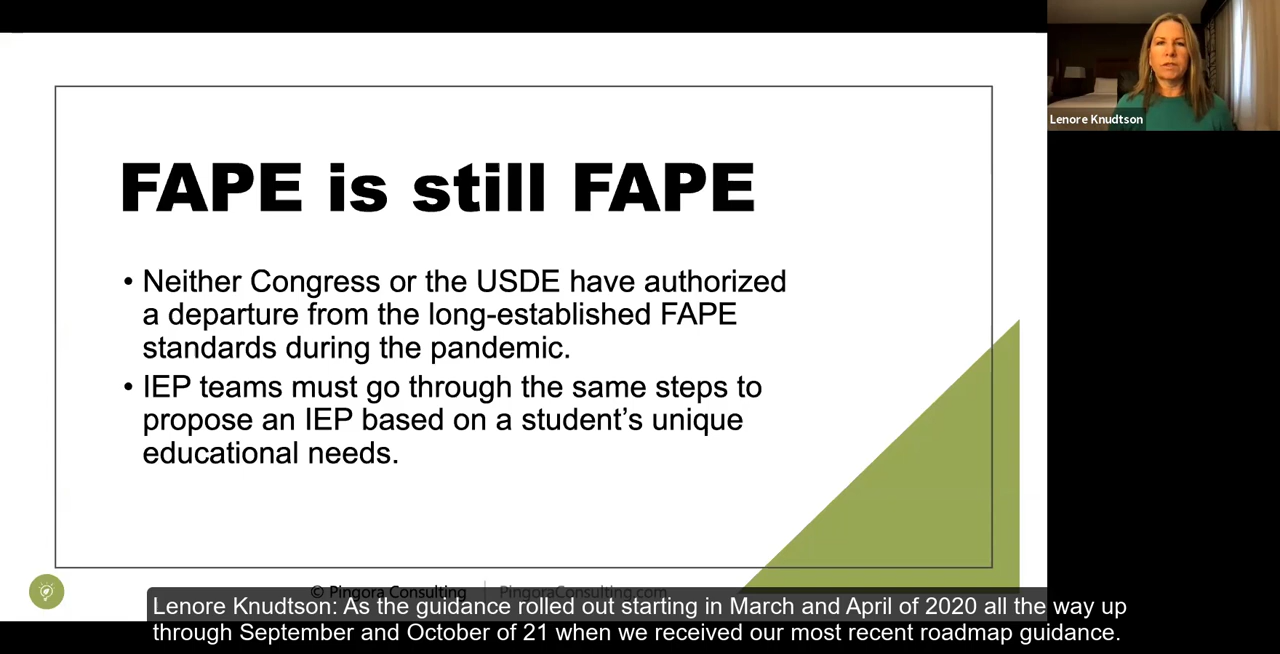 Lenore Knudtson
FAPE is still FAPE
• Neither Congress or the USDE have authorized
a departure from the long-established FAPE
standards during the pandemic.
• IEP teams must go through the same steps to
propose an IEP based on a student’s unique
educational needs.
© Pingora Consulting | PingoraConsulting.com
Lenore Knudtson: As the guidance rolled out starting in March and April of 2020 all the way up
through September and October of 21 when we received our most recent roadmap guidance.